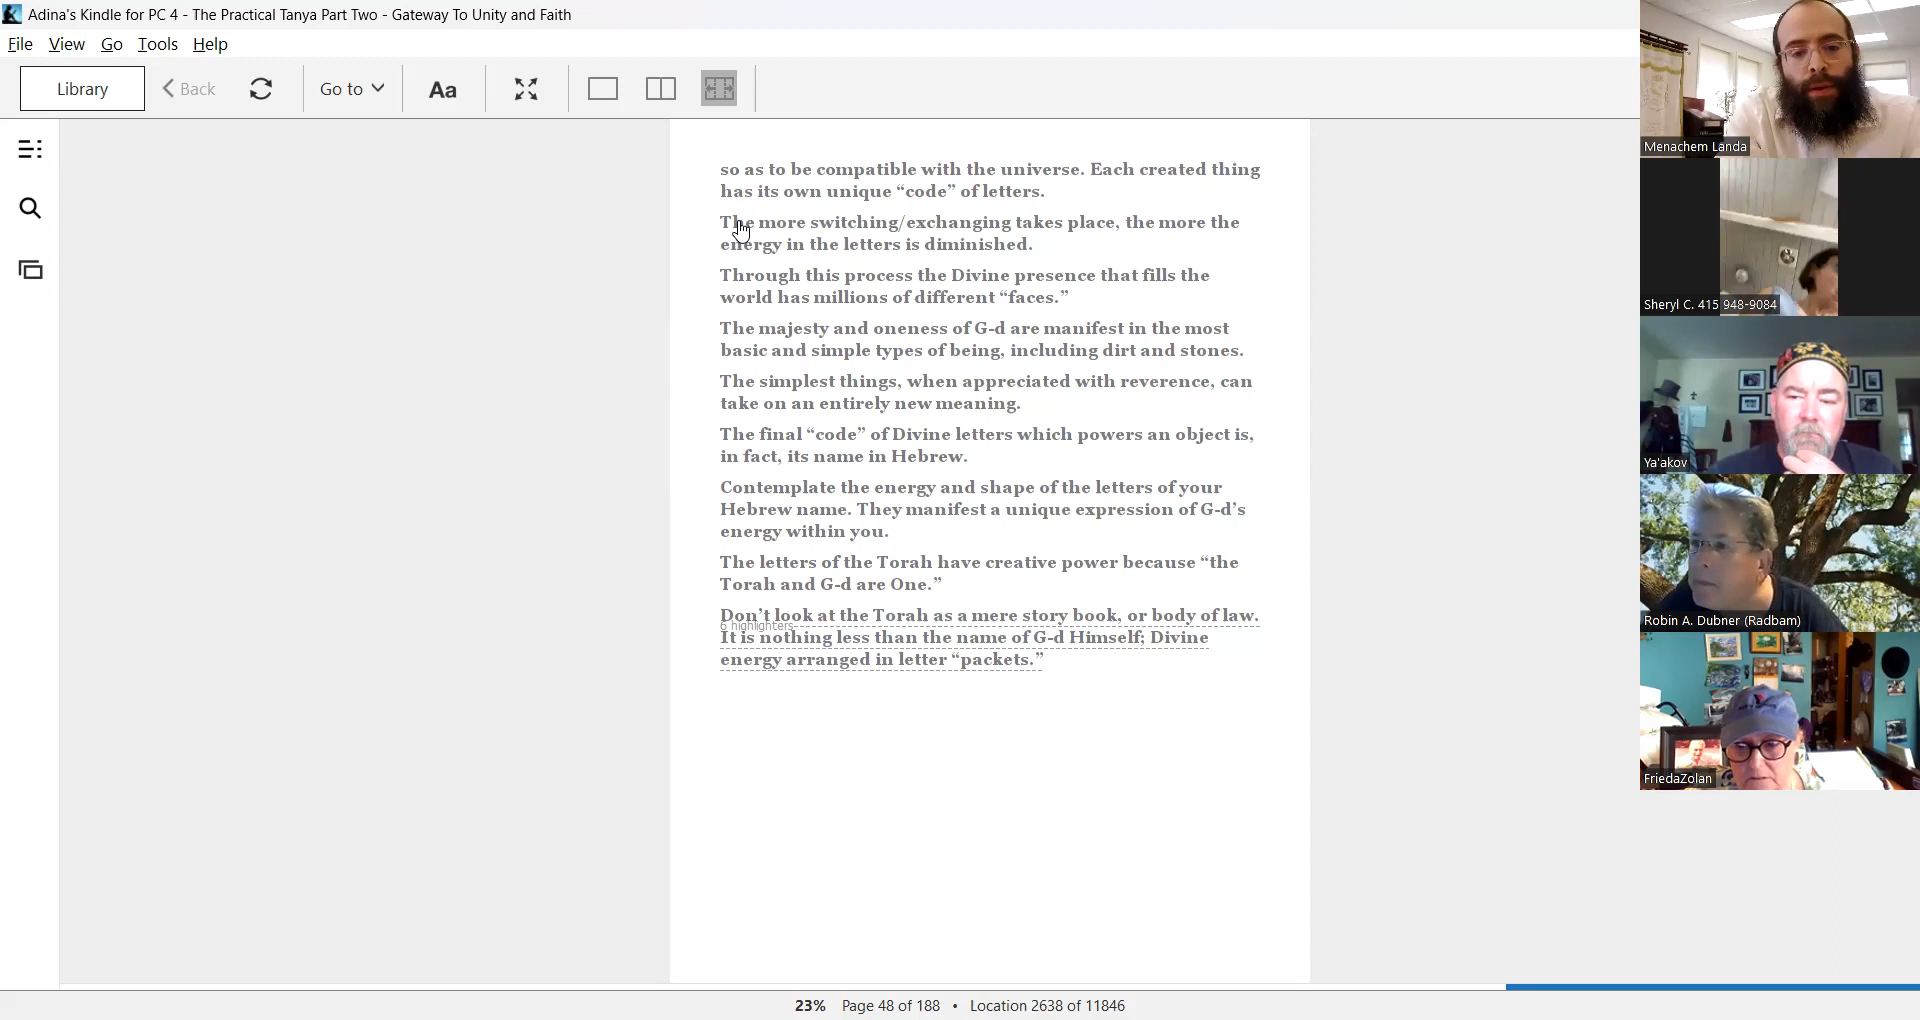 Adina's Kindle for PC 4 - The Practical Tanya Part Two - Gateway To Unity and Faith
File View Go Tools Help
Library
Back
Go to
Aa
so as to be compatible with the universe. Each created thing
has its own unique “code” of letters.
The more switching/exchanging takes place, the more the
energy in the letters is diminished.
Through this process the Divine presence that fills the
world has millions of different “faces.”
The majesty and oneness of G-d are manifest in the most
basic and simple types of being, including dirt and stones.
The simplest things, when appreciated with reverence, can
take on an entirely new meaning.
The final “code” of Divine letters which powers an object is,
in fact, its name in Hebrew.
Contemplate the energy and shape of the letters of your
Hebrew name. They manifest a unique expression of G-d’s
energy within you.
The letters of the Torah have creative power because “the
Torah and G-d are One.”
Don’t look at the Torah as a mere story book, or body of law.
6 highlighters
It is nothing less than the name of G-d Himself; Divine
energy arranged in letter “packets.”
23% Page 48 of 188 • Location 2638 of 11846
Menachem Landa
Sheryl C. 415 948-9084
Ya'akov
Robin A. Dubner (Radbam)
FriedaZolan